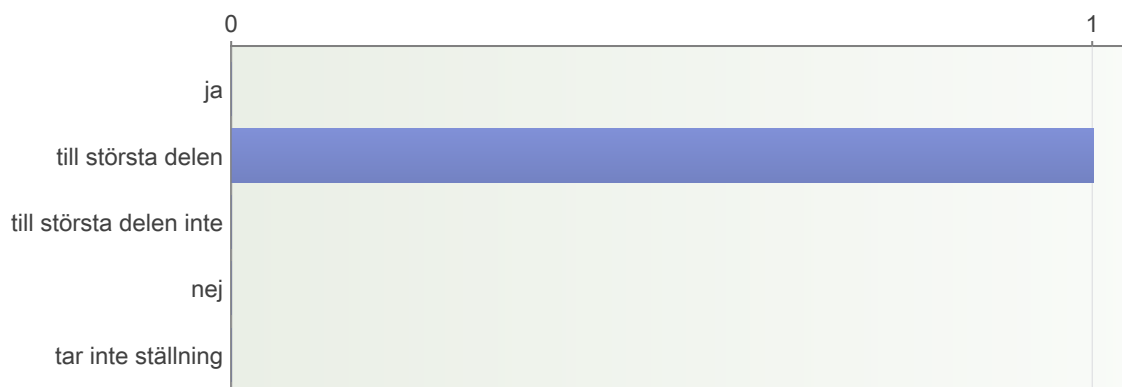 0 1
ja
till största delen
till största delen inte
nej
tar inte ställning